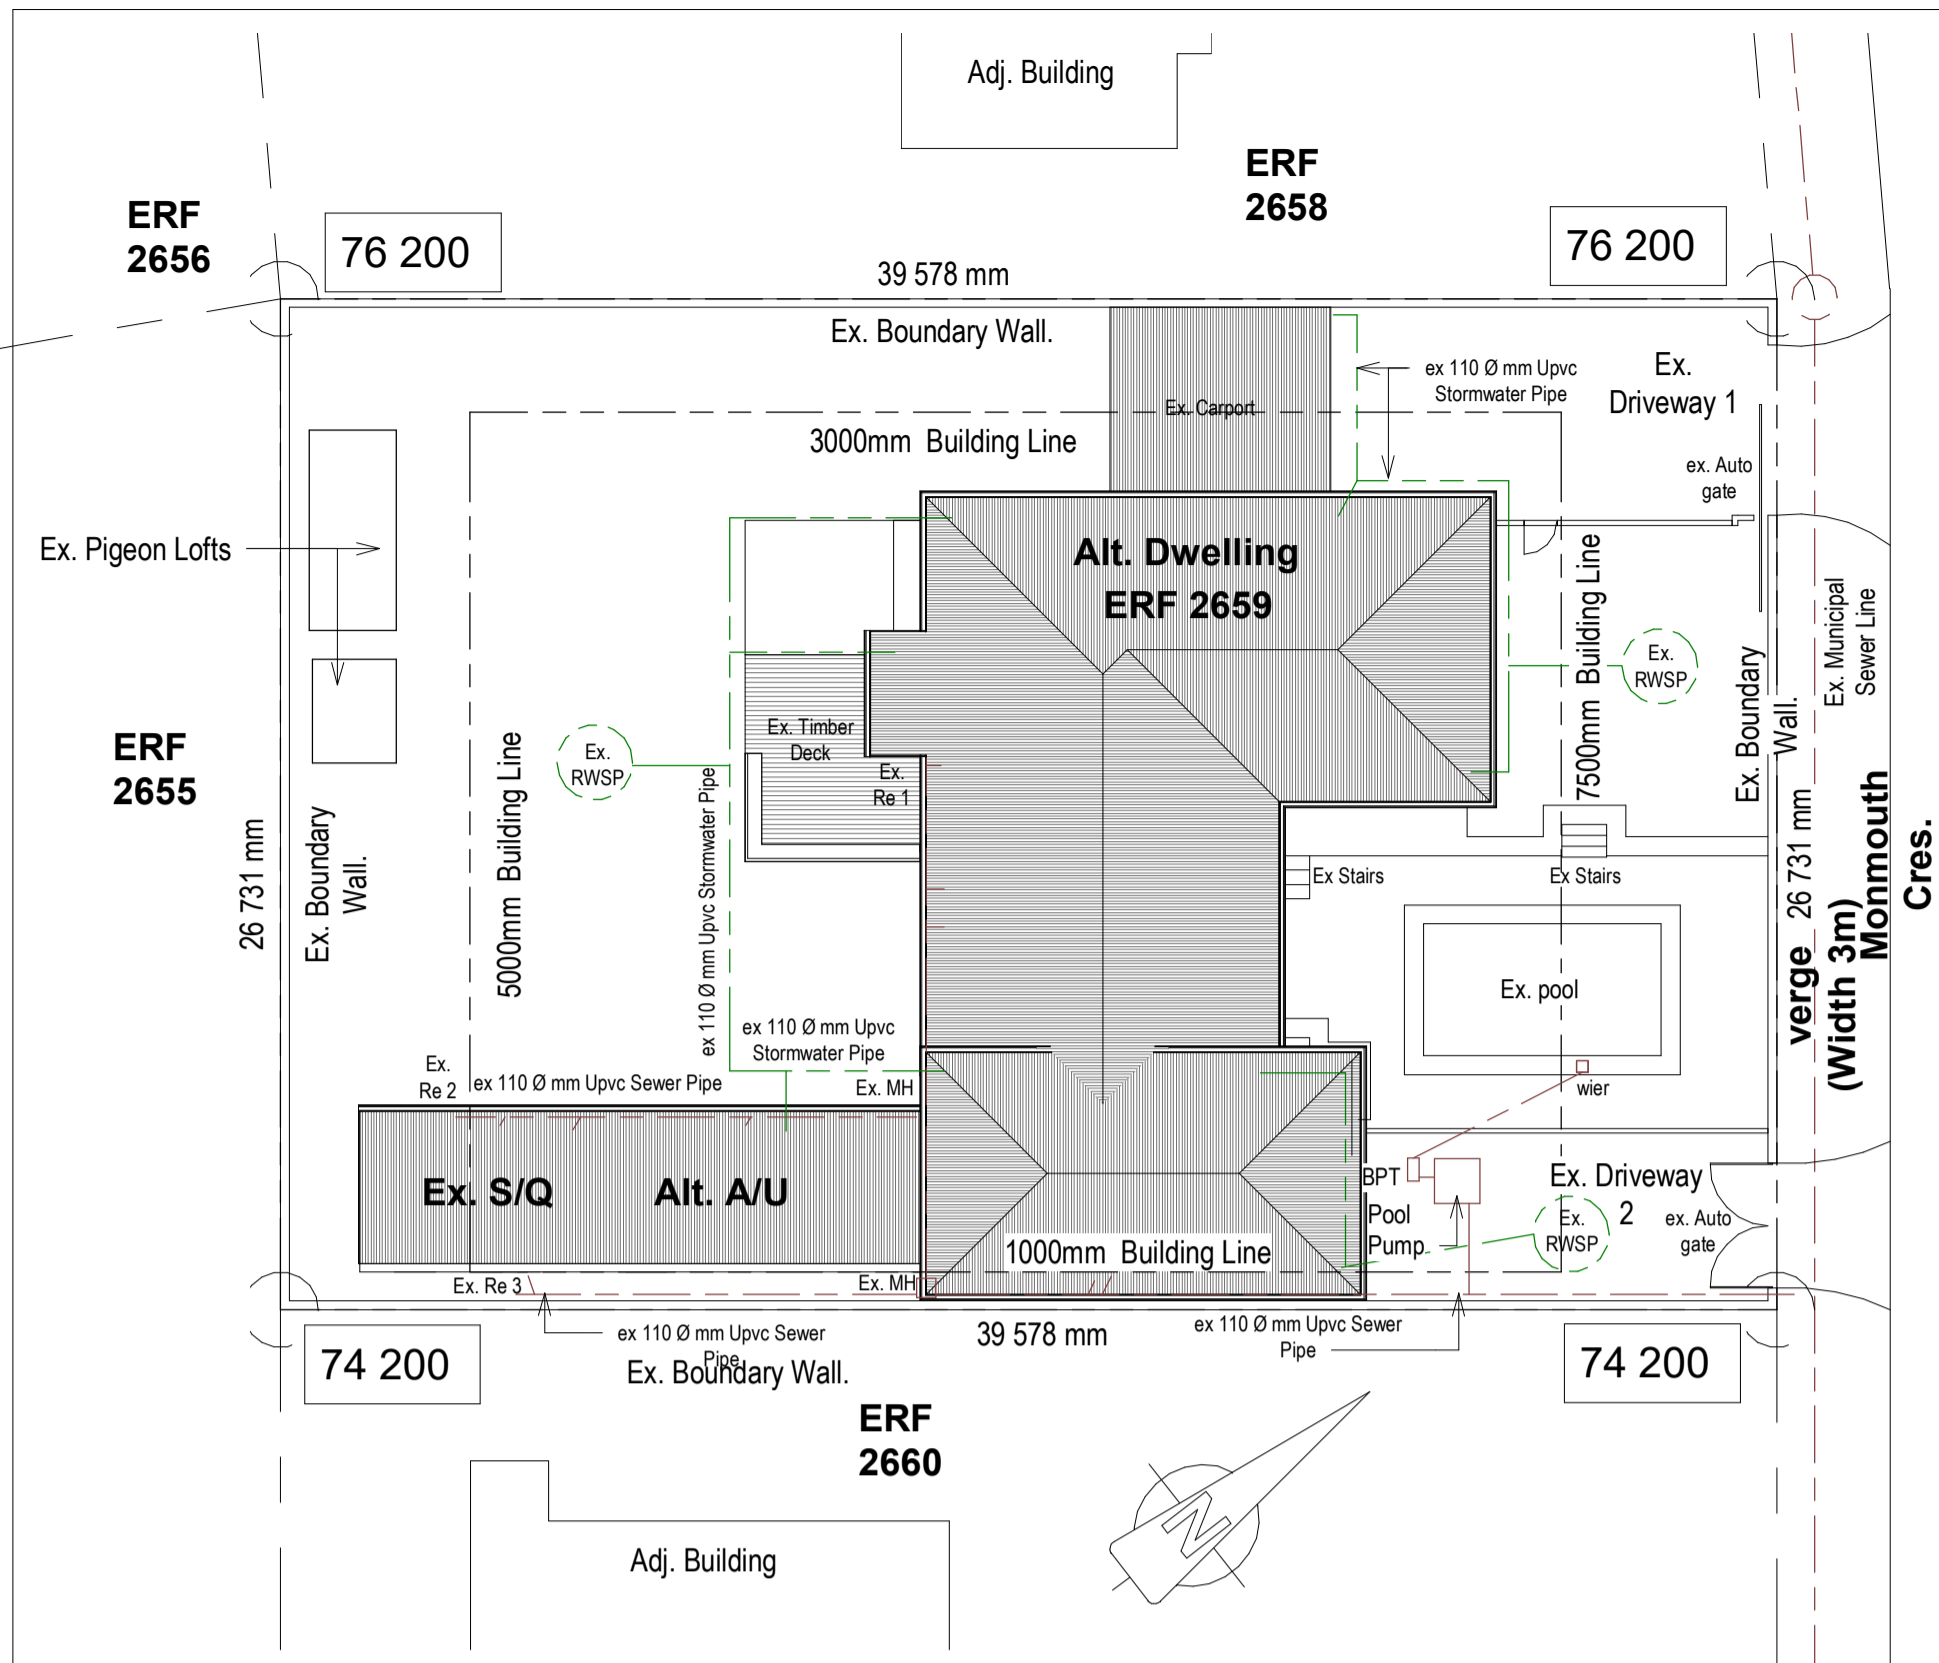 Adj. Building
ERF
2658
ERF
2656
76 200
76 200
39 578 mm
Ex. Boundary Wall.
ex 110 Ø mm Upvc
Stormwater Pipe
Ex.
Driveway 1
Ex. Carport
3000mm Building Line
ex. Auto
gate
Ex. Pigeon Lofts
Alt. Dwelling
ERF 2659
7500mm Building Line
Ex. Municipal
Sewer Line
Ex.
RWSP
Ex. Boundary
Wall.
Ex. Timber
Deck
Ex.
RWSP
Ex.
Re 1
ERF
2655
5000mm Building Line
ex 110 Ø mm Upvc Stormwater Pipe
26 731 mm
Ex. Boundary
Wall.
Ex Stairs
Ex Stairs
26 731 mm
verge
(Width 3m)
Monmouth
Cres.
Ex. pool
ex 110 Ø mm Upvc
Stormwater Pipe
Ex.
Re 2
ex 110 Ø mm Upvc Sewer Pipe
Ex. MH
wier
Ex. S/Q
Alt. A/U
BPT
Pool
Pump
Ex. Driveway
2
Ex.
RWSP
ex. Auto
gate
1000mm Building Line
Ex. Re 3
Ex. MH
ex 110 Ø mm Upvc Sewer
Pipe
Ex. Boundary Wall.
39 578 mm
ex 110 Ø mm Upvc Sewer
Pipe
74 200
74 200
ERF
2660
N
Adj. Building